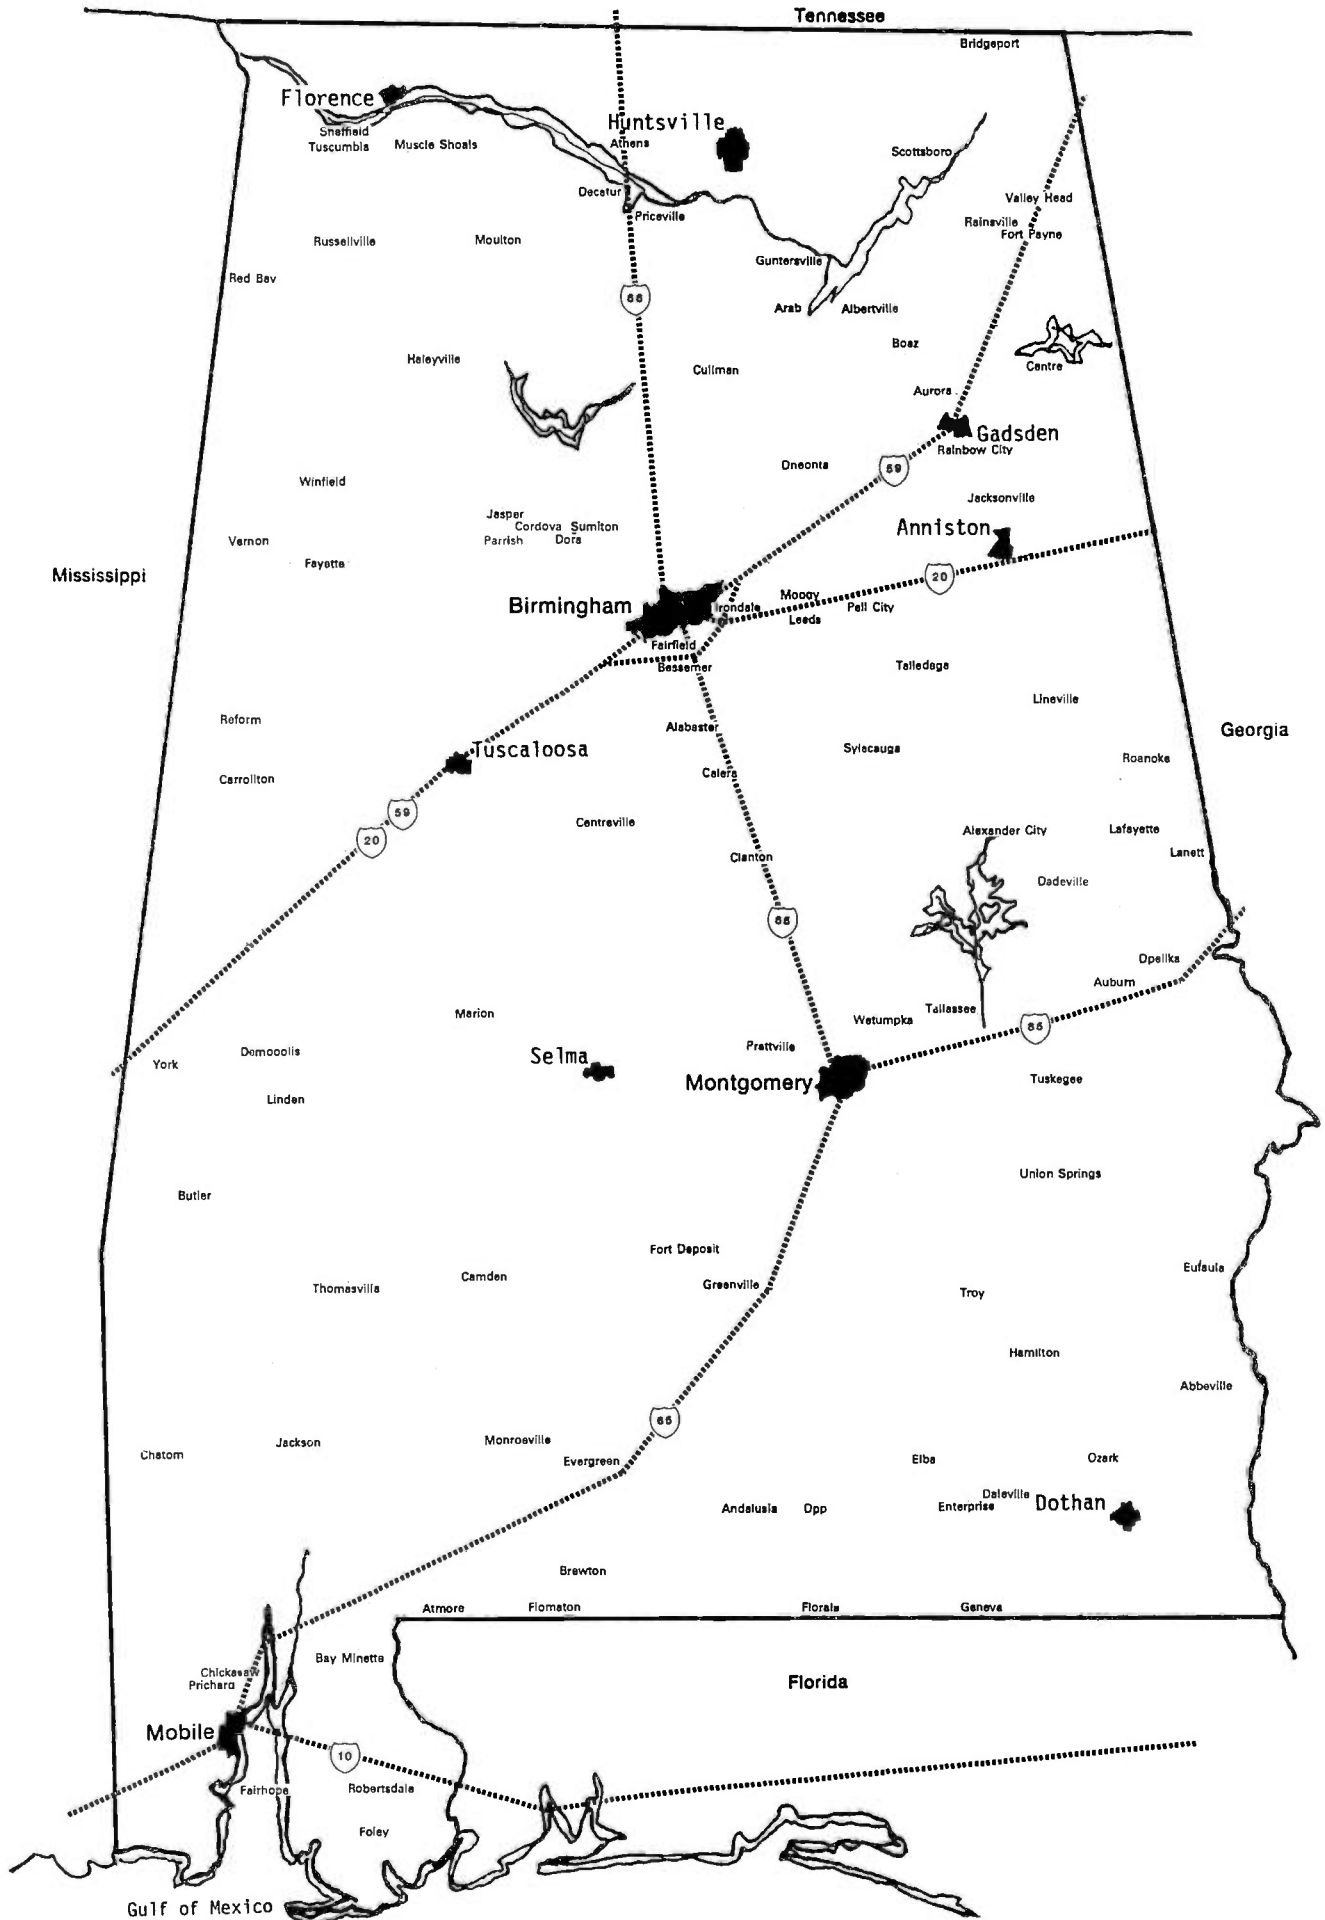 Tennessee
Bridgeport
Florence
Huntsville
Sheffield
Tuscumbia
Muscle Shoals
Athens
Scottsboro
Decatur
Priceville
Valley Head
Rainsville
Fort Payne
Russellville
Moulton
Guntersville
Red Bay
65
Arab
Albertville
Boaz
Haleyville
Cullman
Centre
Aurora
Gadsden
Rainbow City
Oneonta
59
Winfield
Jacksonville
Jasper
Cordova
Sumiton
Anniston
Vernon
Parrish
Dora
Fayette
Mississippi
20
Birmingham
Irondale
Moody
Pell City
Leeds
Fairfield
Bessemer
Talladega
Lineville
Reform
Alabaster
Georgia
Tuscaloosa
Sylacauga
Roanoke
Carrollton
Calera
59
20
Centreville
Alexander City
Lafayette
Lanett
Clanton
Dadeville
65
Opelika
Auburn
Marion
Wetumpka
Tallassee
85
York
Demopolis
Selma
Prattville
Montgomery
Tuskegee
Linden
Butler
Union Springs
Fort Deposit
Eufaula
Thomasville
Camden
Greenville
Troy
Hamilton
Abbeville
65
Chatom
Jackson
Monroeville
Evergreen
Elba
Ozark
Andalusia
Opp
Enterprise
Daleville
Dothan
Brewton
Atmore
Flomaton
Florala
Geneva
Bay Minette
Chickasaw
Prichard
Florida
Mobile
10
Fairhope
Robertsdale
Foley
Gulf of Mexico